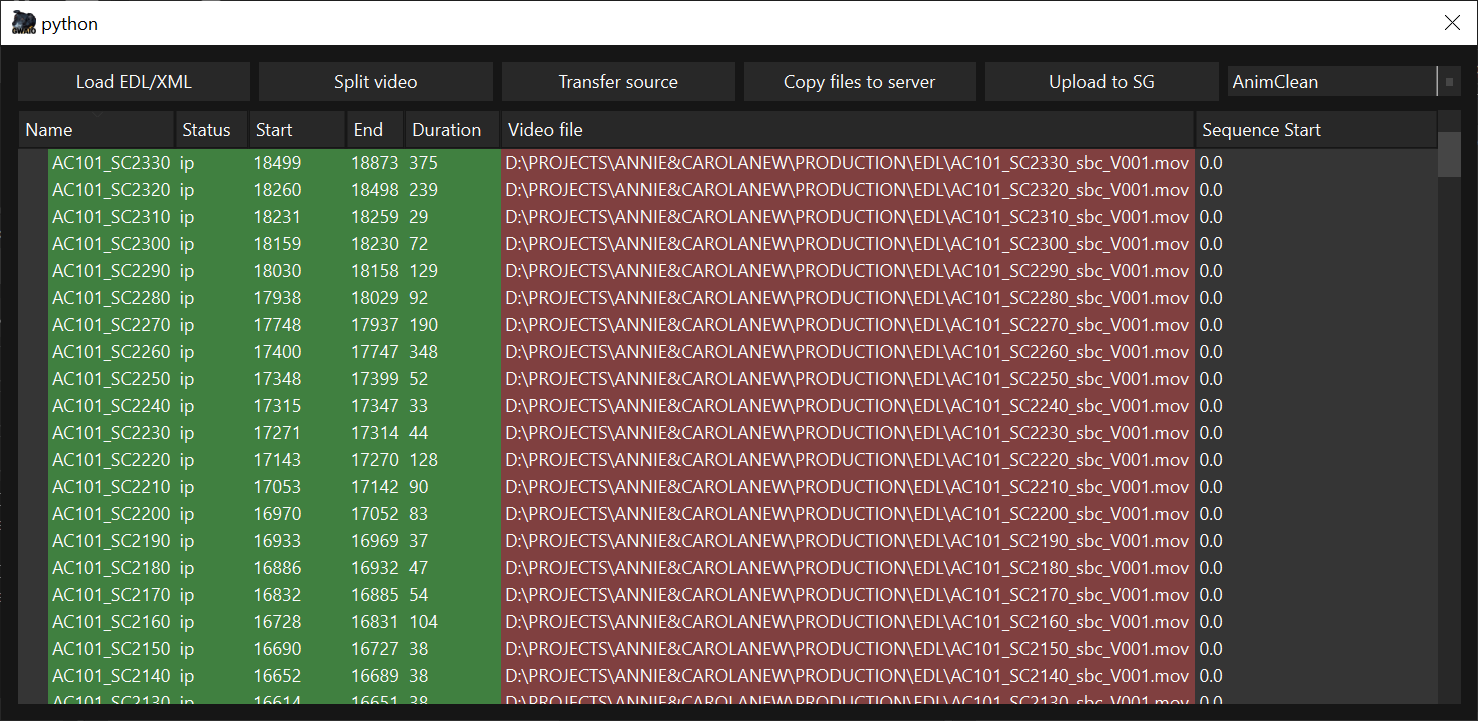 GWAIO python
Load EDL/XML Split video Transfer source Copy files to server Upload to SG AnimClean
Name Status Start End Duration Video file Sequence Start
AC101_SC2330 ip 18499 18873 375 D:\PROJECTS\ANNIE&CAROLANEW\PRODUCTION\EDL\AC101_SC2330_sbc_V001.mov 0.0
AC101_SC2320 ip 18260 18498 239 D:\PROJECTS\ANNIE&CAROLANEW\PRODUCTION\EDL\AC101_SC2320_sbc_V001.mov 0.0
AC101_SC2310 ip 18231 18259 29 D:\PROJECTS\ANNIE&CAROLANEW\PRODUCTION\EDL\AC101_SC2310_sbc_V001.mov 0.0
AC101_SC2300 ip 18159 18230 72 D:\PROJECTS\ANNIE&CAROLANEW\PRODUCTION\EDL\AC101_SC2300_sbc_V001.mov 0.0
AC101_SC2290 ip 18030 18158 129 D:\PROJECTS\ANNIE&CAROLANEW\PRODUCTION\EDL\AC101_SC2290_sbc_V001.mov 0.0
AC101_SC2280 ip 17938 18029 92 D:\PROJECTS\ANNIE&CAROLANEW\PRODUCTION\EDL\AC101_SC2280_sbc_V001.mov 0.0
AC101_SC2270 ip 17748 17937 190 D:\PROJECTS\ANNIE&CAROLANEW\PRODUCTION\EDL\AC101_SC2270_sbc_V001.mov 0.0
AC101_SC2260 ip 17400 17747 348 D:\PROJECTS\ANNIE&CAROLANEW\PRODUCTION\EDL\AC101_SC2260_sbc_V001.mov 0.0
AC101_SC2250 ip 17348 17399 52 D:\PROJECTS\ANNIE&CAROLANEW\PRODUCTION\EDL\AC101_SC2250_sbc_V001.mov 0.0
AC101_SC2240 ip 17315 17347 33 D:\PROJECTS\ANNIE&CAROLANEW\PRODUCTION\EDL\AC101_SC2240_sbc_V001.mov 0.0
AC101_SC2230 ip 17271 17314 44 D:\PROJECTS\ANNIE&CAROLANEW\PRODUCTION\EDL\AC101_SC2230_sbc_V001.mov 0.0
AC101_SC2220 ip 17143 17270 128 D:\PROJECTS\ANNIE&CAROLANEW\PRODUCTION\EDL\AC101_SC2220_sbc_V001.mov 0.0
AC101_SC2210 ip 17053 17142 90 D:\PROJECTS\ANNIE&CAROLANEW\PRODUCTION\EDL\AC101_SC2210_sbc_V001.mov 0.0
AC101_SC2200 ip 16970 17052 83 D:\PROJECTS\ANNIE&CAROLANEW\PRODUCTION\EDL\AC101_SC2200_sbc_V001.mov 0.0
AC101_SC2190 ip 16933 16969 37 D:\PROJECTS\ANNIE&CAROLANEW\PRODUCTION\EDL\AC101_SC2190_sbc_V001.mov 0.0
AC101_SC2180 ip 16886 16932 47 D:\PROJECTS\ANNIE&CAROLANEW\PRODUCTION\EDL\AC101_SC2180_sbc_V001.mov 0.0
AC101_SC2170 ip 16832 16885 54 D:\PROJECTS\ANNIE&CAROLANEW\PRODUCTION\EDL\AC101_SC2170_sbc_V001.mov 0.0
AC101_SC2160 ip 16728 16831 104 D:\PROJECTS\ANNIE&CAROLANEW\PRODUCTION\EDL\AC101_SC2160_sbc_V001.mov 0.0
AC101_SC2150 ip 16690 16727 38 D:\PROJECTS\ANNIE&CAROLANEW\PRODUCTION\EDL\AC101_SC2150_sbc_V001.mov 0.0
AC101_SC2140 ip 16652 16689 38 D:\PROJECTS\ANNIE&CAROLANEW\PRODUCTION\EDL\AC101_SC2140_sbc_V001.mov 0.0
AC101_SC2130 ip 16614 16651 38 D:\PROJECTS\ANNIE&CAROLANEW\PRODUCTION\EDL\AC101_SC2130_sbc_V001.mov 0.0